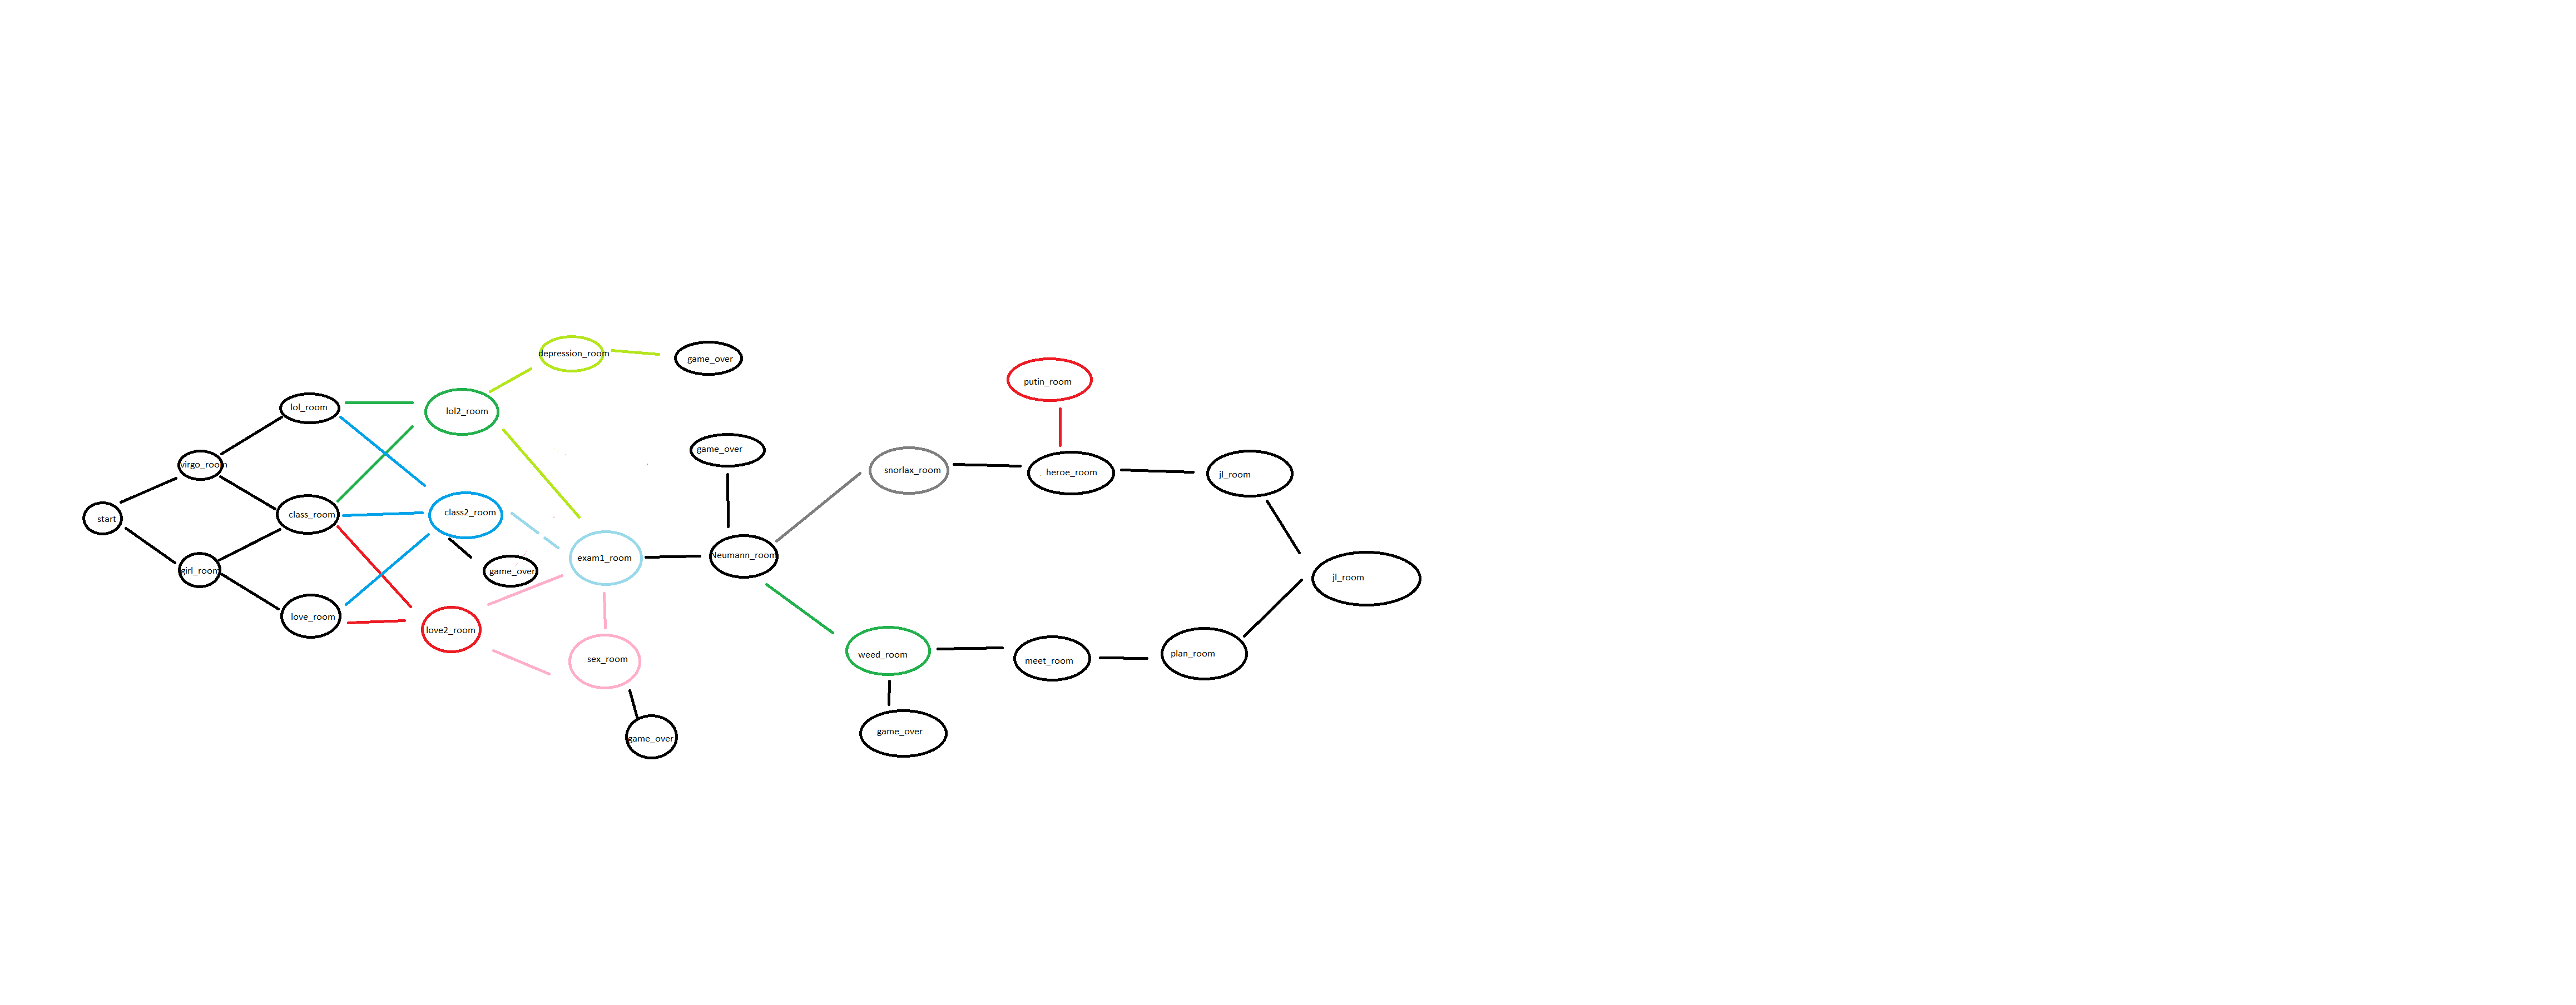 depression_room
game_over
putin_room
lol_room
lol2_room
game_over
virgo_room
snorlax_room
heroe_room
jl_room
start
class_room
class2_room
exam1_room
Neumann_room
girl_room
game_over
jl_room
love_room
love2_room
sex_room
weed_room
meet_room
plan_room
game_over
game_over